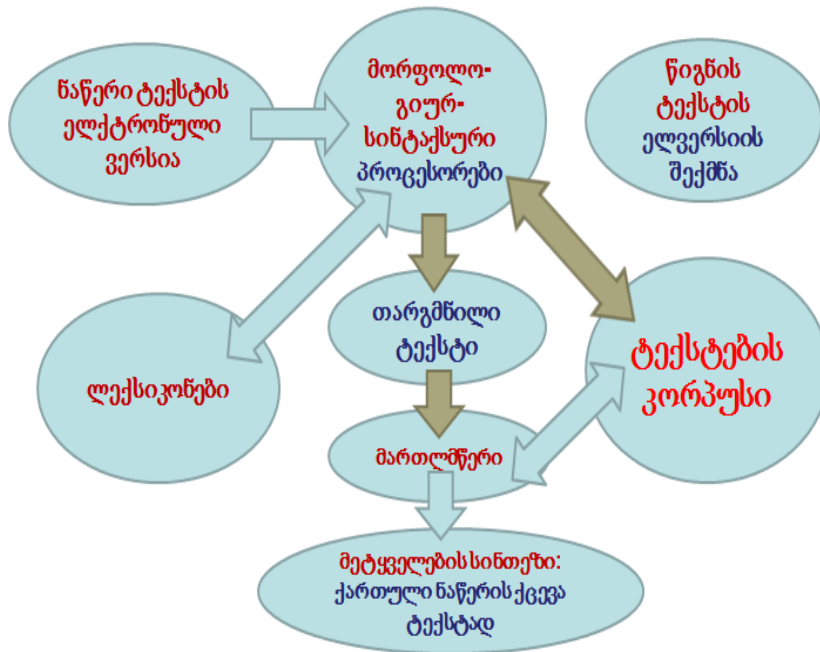 ნაწერი ტექსტის
ელქტრონული
ვერსია
მორფოლო-
გიურ-
სინტაქსური
პროცესორები
წიგნის
ტექსტის
ელვერსიის
შექმნა
თარგმნილი
ტექსტი
ლექსიკონები
ტექსტების
კორპუსი
მართლმწერი
მეტყველების სინთეზი:
ქართული ნაწერის ქცევა
ტექსტად